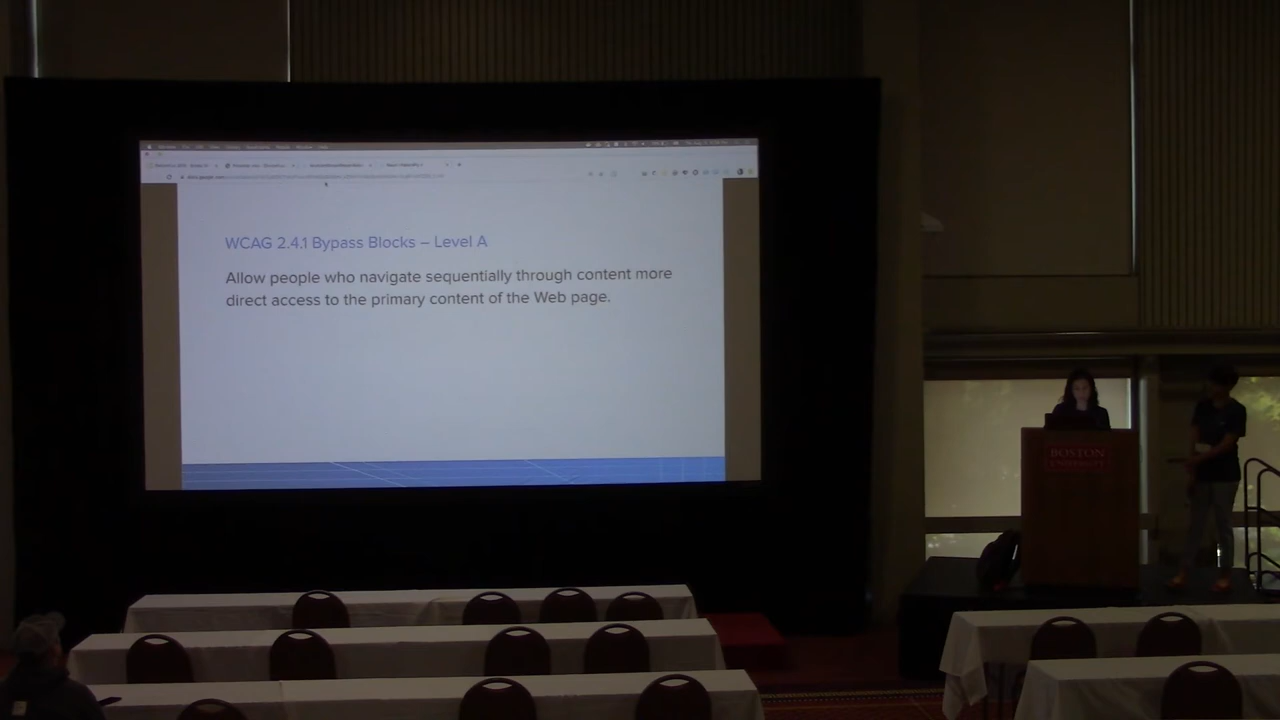 WCAG 2.4.1 Bypass Blocks – Level A
Allow people who navigate sequentially through content more
direct access to the primary content of the Web page.
BOSTON
UNIVERSITY